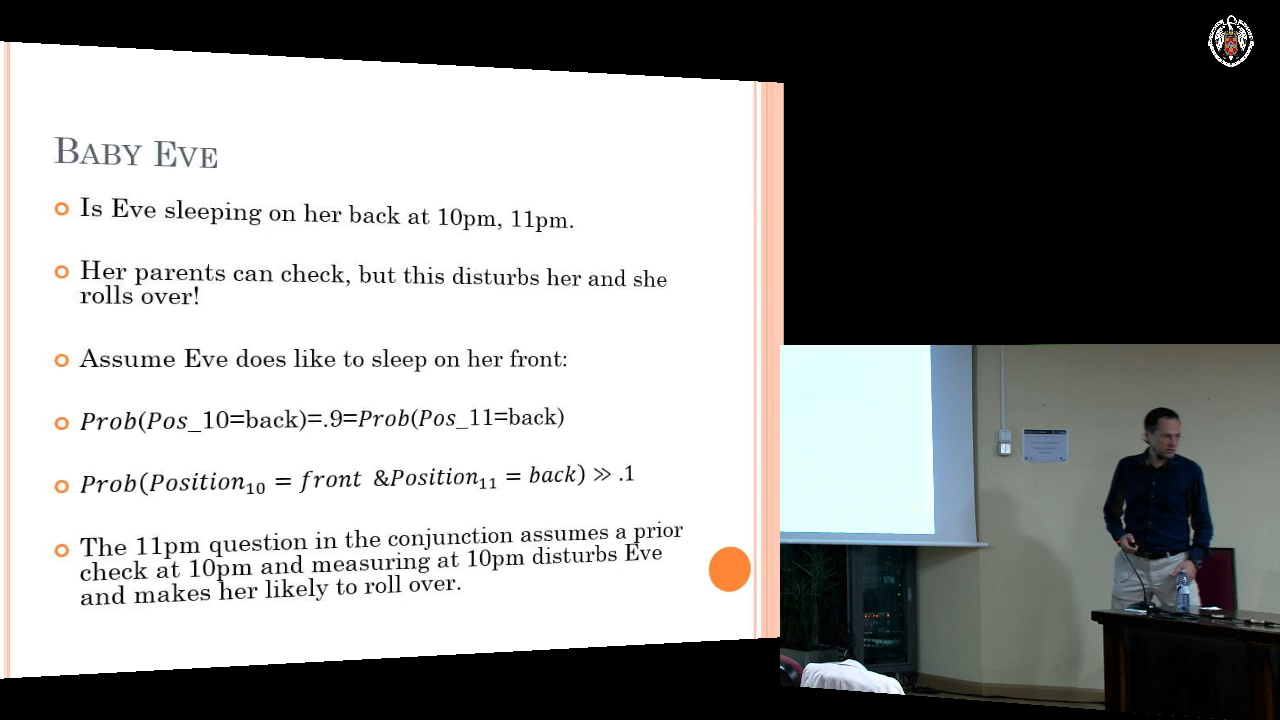 BABY EVE
Is Eve sleeping on her back at 10pm, 11pm.
Her parents can check, but this disturbs her and she
rolls over!
Assume Eve does like to sleep on her front:
Prob(Pos_10=back)=.9=Prob(Pos_11=back)
Prob(Position₁₀ = front &Position₁₁ = back) ≫ .1
The 11pm question in the conjunction assumes a prior
check at 10pm and measuring at 10pm disturbs Eve
and makes her likely to roll over.